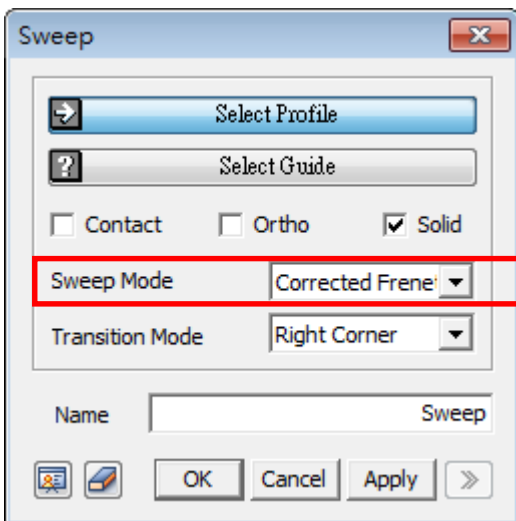 Sweep
Select Profile
? Select Guide
Contact Ortho Solid
Sweep Mode Corrected Frene
Transition Mode Right Corner
Name Sweep
OK Cancel Apply